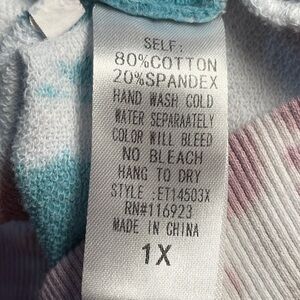 SELF:
80%COTTON
20%SPANDEX
HAND WASH COLD
WATER SEPARAATELY
COLOR WILL BLEED
NO BLEACH
HANG TO DRY
STYLE :ET14503X
RN#116923
MADE IN CHINA
1X